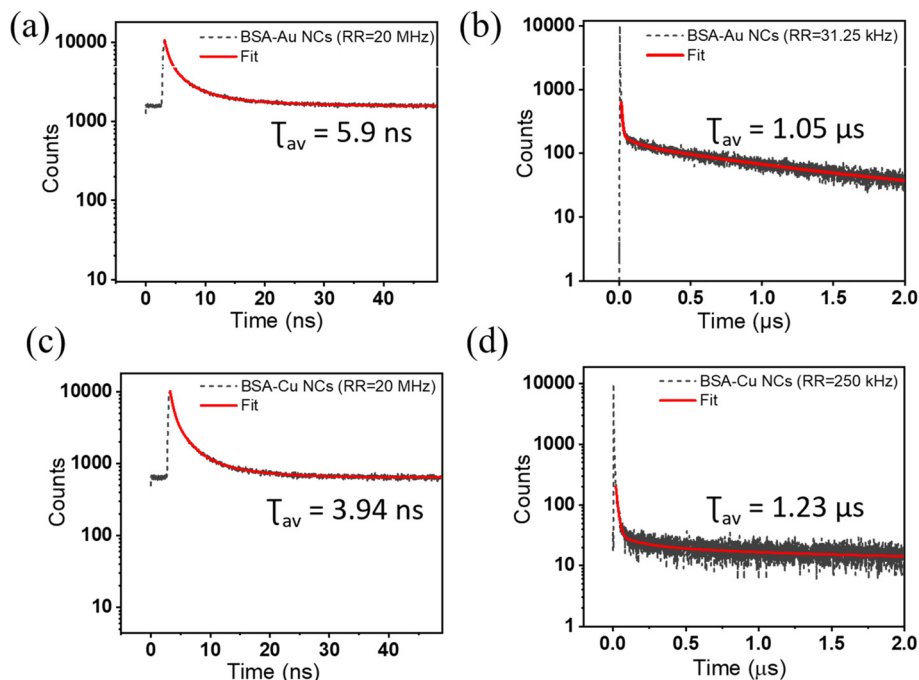 (a)
10000
1000
100
10
Counts
BSA-Au NCs (RR=20 MHz)
Fit
Ʈav = 5.9 ns
0 10 20 30 40
Time (ns)
(b)
10000
1000
100
10
1
Counts
BSA-Au NCs (RR=31.25 kHz)
Fit
Ʈav = 1.05 µs
0.0 0.5 1.0 1.5 2.0
Time (µs)
(c)
10000
1000
100
10
Counts
BSA-Cu NCs (RR=20 MHz)
Fit
Ʈav = 3.94 ns
0 10 20 30 40
Time (ns)
(d)
10000
1000
100
10
1
Counts
BSA-Cu NCs (RR=250 kHz)
Fit
Ʈav = 1.23 µs
0.0 0.5 1.0 1.5 2.0
Time (µs)